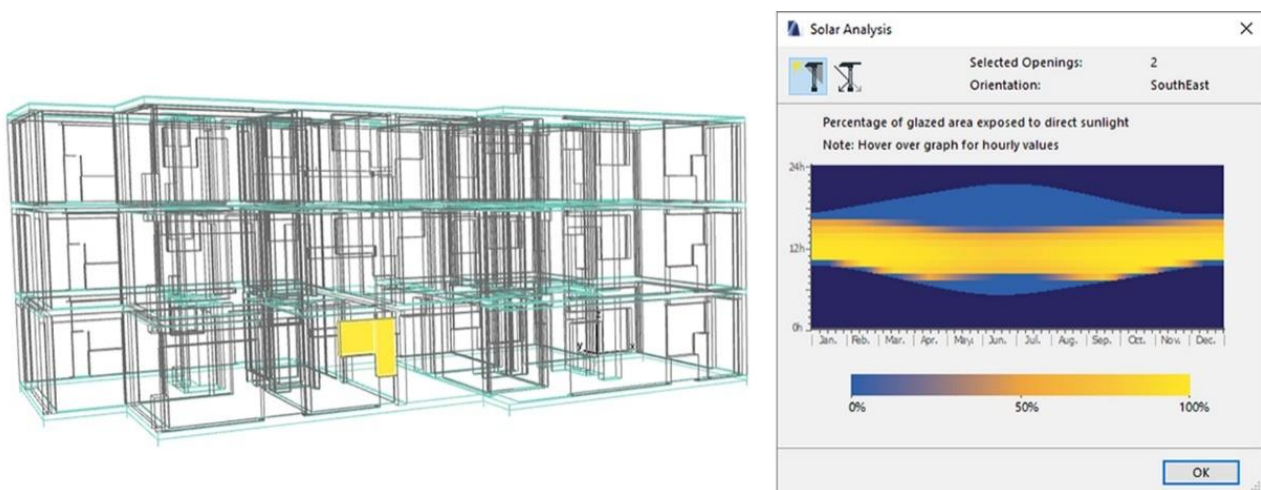 Solar Analysis
Selected Openings: 2
Orientation: SouthEast
Percentage of glazed area exposed to direct sunlight
Note: Hover over graph for hourly values
24h
12h
0h
Jan. Feb. Mar. Apr. May. Jun. Jul. Aug. Sep. Oct. Nov. Dec.
0% 50% 100%
OK
y x